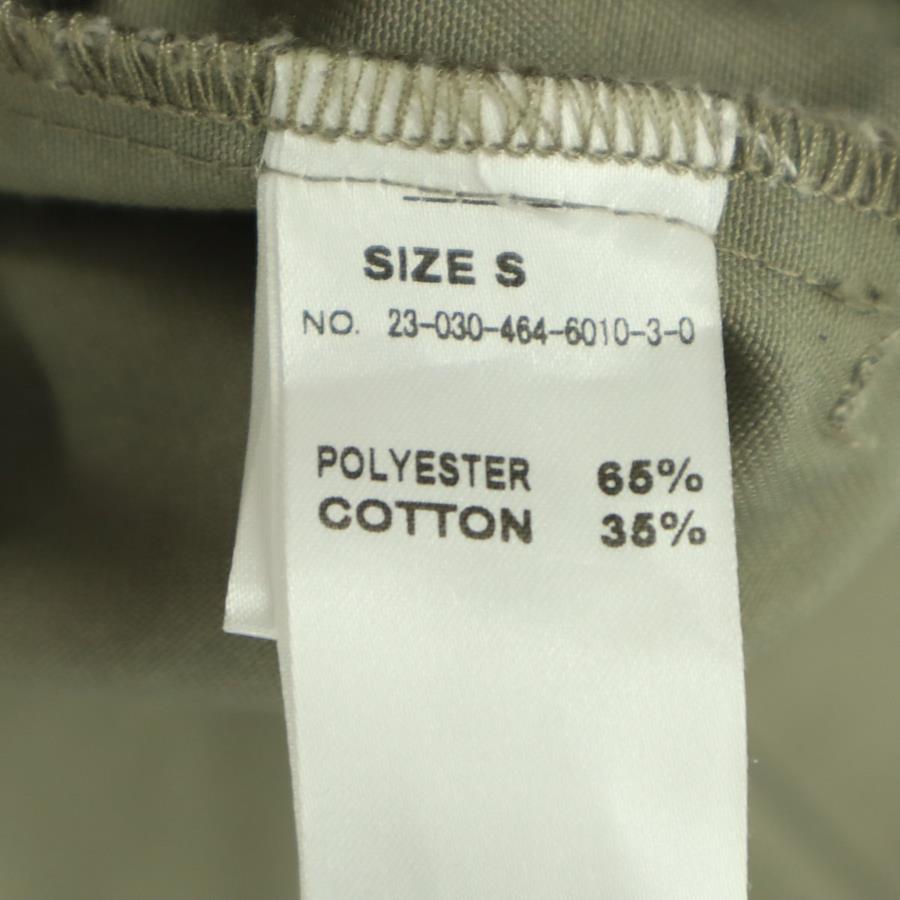 SIZE S
NO. 23-030-464-6010-3-0
POLYESTER 65%
COTTON 35%